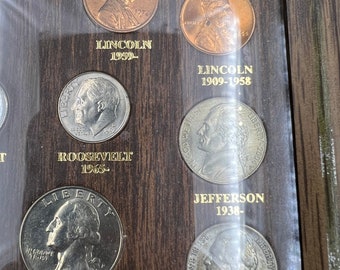 LINCOLN
1959-
LINCOLN
1909-1958
ROOSEVELT
1965-
JEFFERSON
1938-
LIBERTY